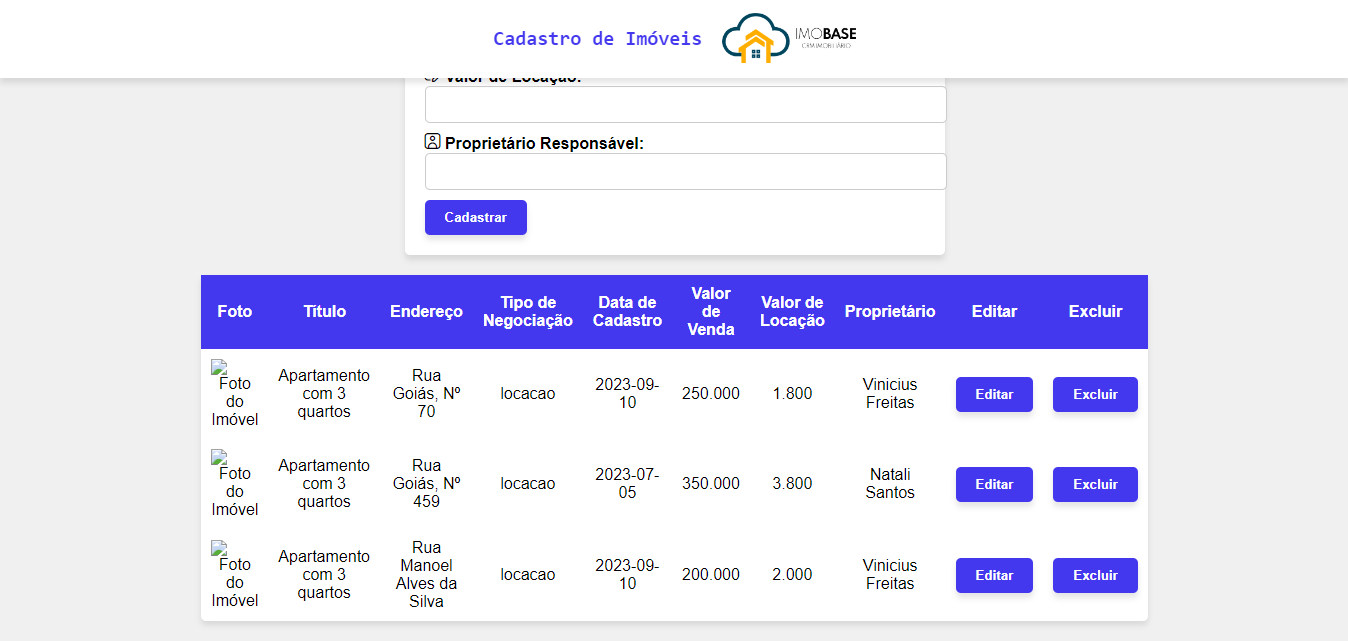 Cadastro de Imóveis
IMOBASE
CRM IMOBILIÁRIO
Valor de Locação:
Proprietário Responsável:
Cadastrar
Foto
Título
Endereço
Tipo de
Negociação
Data de
Cadastro
Valor
de
Venda
Valor de
Locação
Proprietário
Editar
Excluir
Foto
do
Imóvel
Apartamento
com 3
quartos
Rua
Goiás, Nº
70
locacao
2023-09-
10
250.000
1.800
Vinicius
Freitas
Editar
Excluir
Foto
do
Imóvel
Apartamento
com 3
quartos
Rua
Goiás, Nº
459
locacao
2023-07-
05
350.000
3.800
Natali
Santos
Editar
Excluir
Foto
do
Imóvel
Apartamento
com 3
quartos
Rua
Manoel
Alves da
Silva
locacao
2023-09-
10
200.000
2.000
Vinicius
Freitas
Editar
Excluir